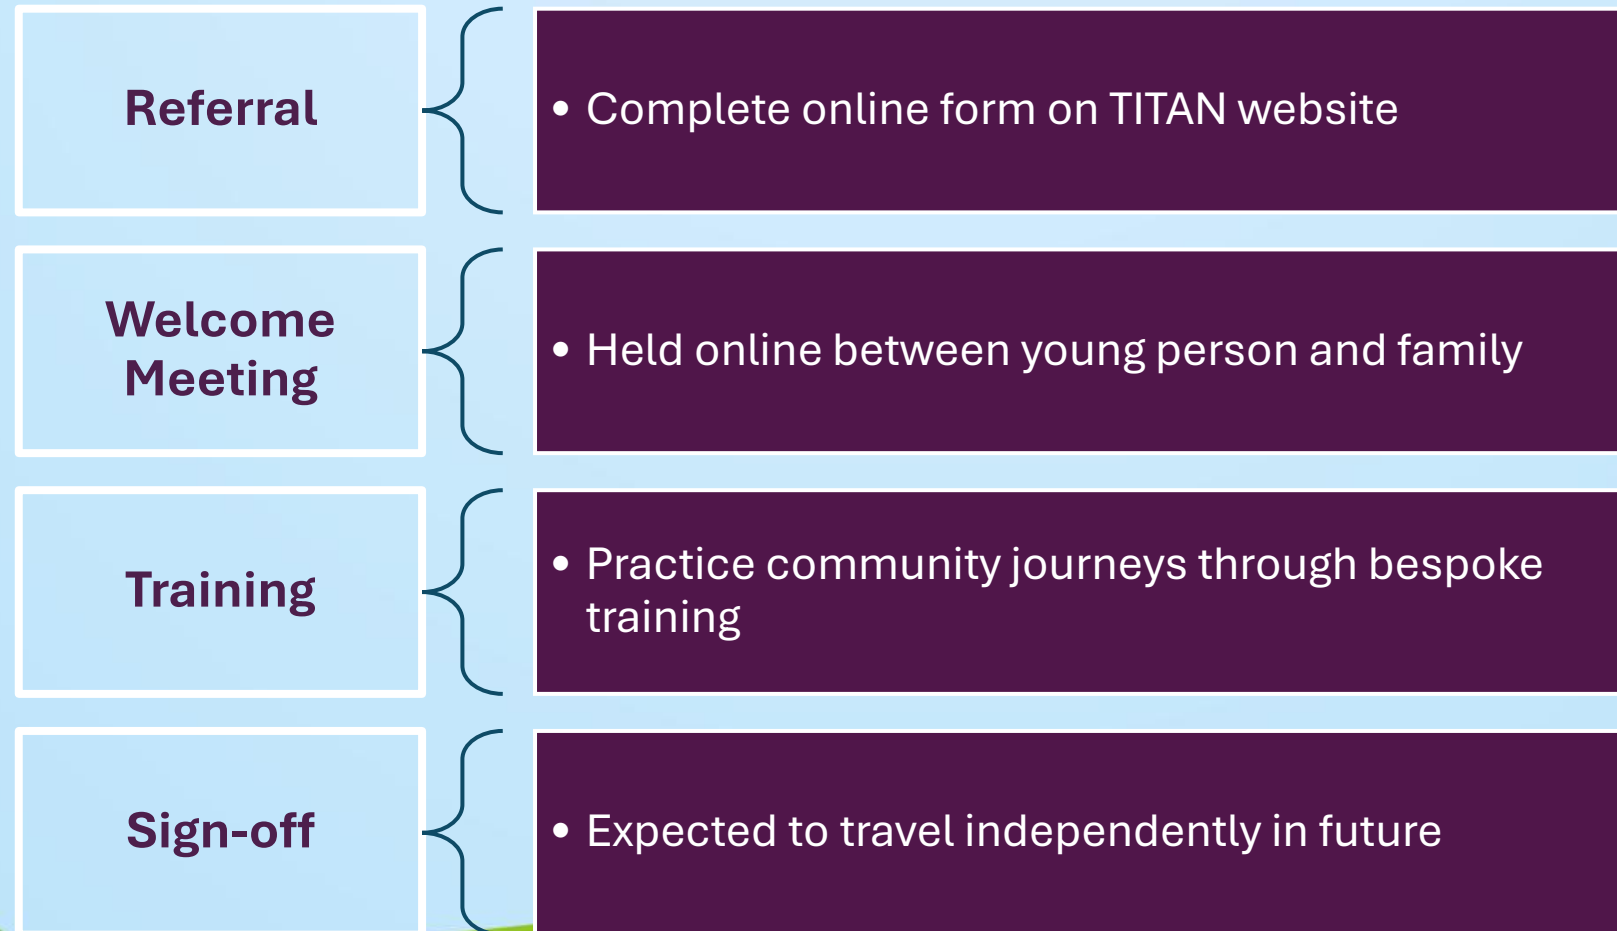 Referral
• Complete online form on TITAN website
Welcome
Meeting
• Held online between young person and family
Training
• Practice community journeys through bespoke
training
Sign-off
• Expected to travel independently in future